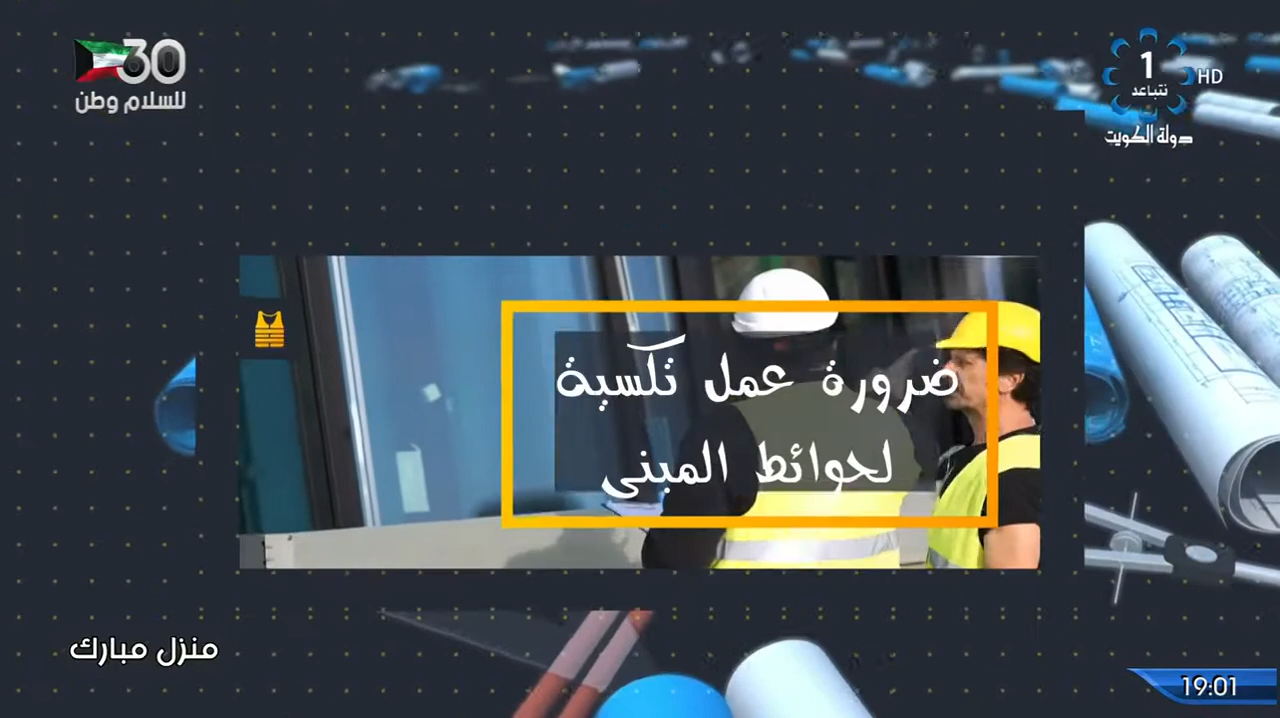 30
للسلام وطن
1
نتباعد
HD
دولة الكويت
ضرورة عمل تكسية
لحوائط المبنى
منزل مبارك
19:01